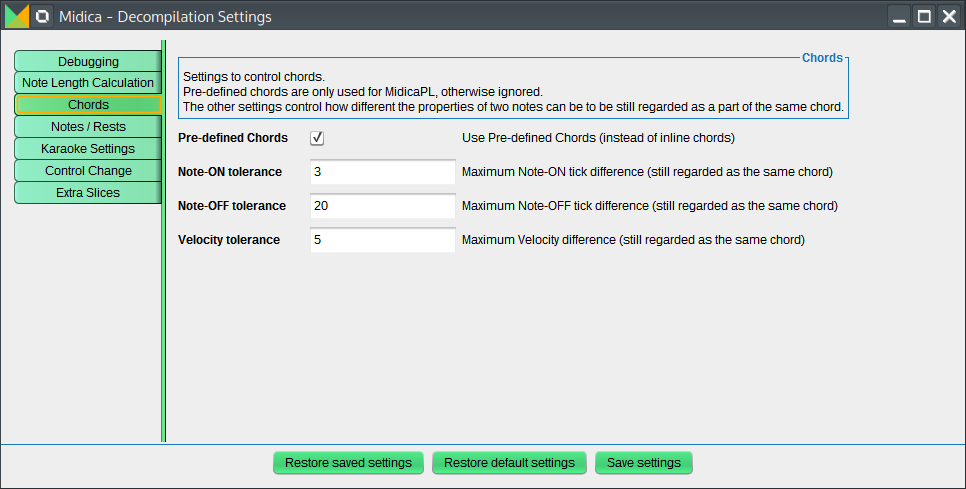 Midica - Decompilation Settings
Debugging
Note Length Calculation
Chords
Notes / Rests
Karaoke Settings
Control Change
Extra Slices
Chords
Settings to control chords.
Pre-defined chords are only used for MidicaPL, otherwise ignored.
The other settings control how different the properties of two notes can be to be still regarded as a part of the same chord.
Pre-defined Chords Use Pre-defined Chords (instead of inline chords)
Note-ON tolerance 3 Maximum Note-ON tick difference (still regarded as the same chord)
Note-OFF tolerance 20 Maximum Note-OFF tick difference (still regarded as the same chord)
Velocity tolerance 5 Maximum Velocity difference (still regarded as the same chord)
Restore saved settings Restore default settings Save settings